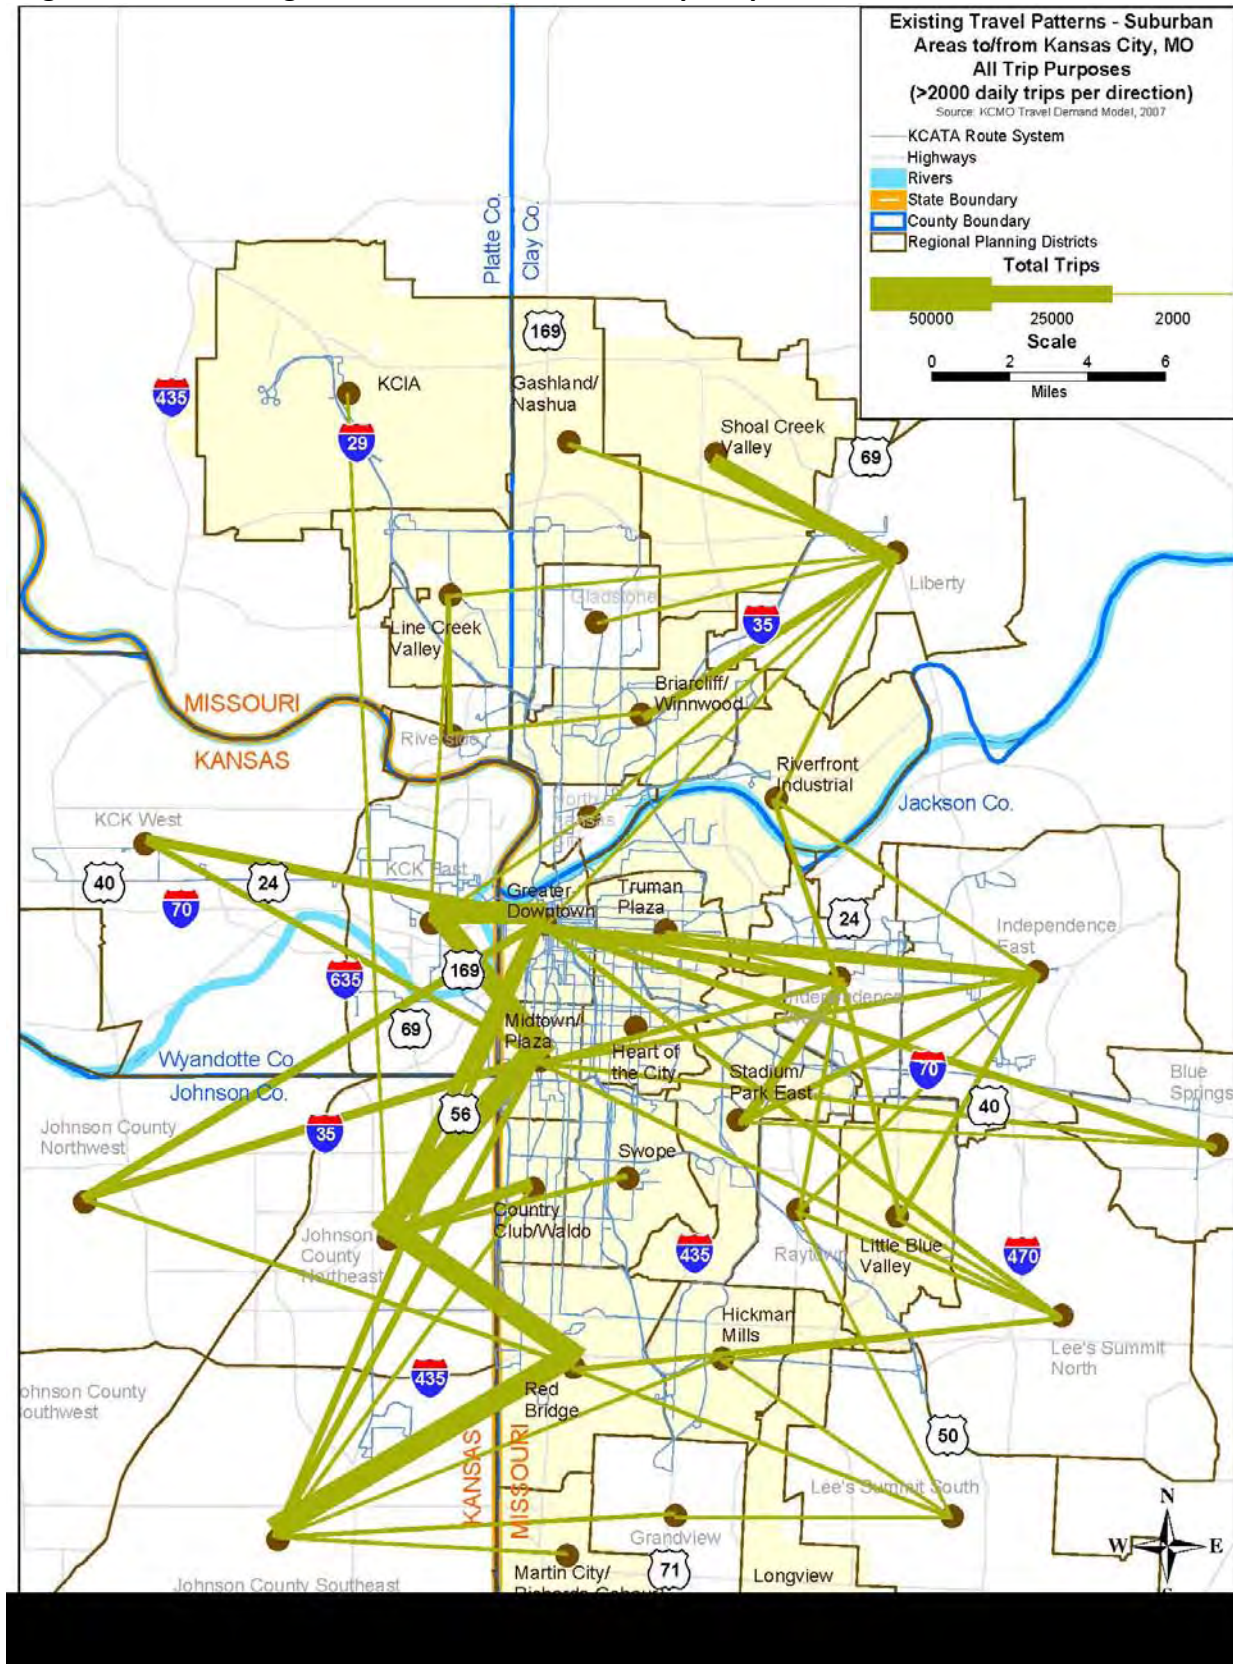 Existing Travel Patterns - Suburban
Areas to/from Kansas City, MO
All Trip Purposes
(>2000 daily trips per direction)
Source: KCMO Travel Demand Model, 2007
KCATA Route System
Highways
Rivers
State Boundary
County Boundary
Regional Planning Districts
Total Trips
50000 25000 2000
Scale
0 2 4 6
Miles
Platte Co.
Clay Co.
169
KCIA
435
29
Gashland/
Nashua
Shoal Creek
Valley
69
Liberty
Gladstone
Line Creek
Valley
35
Briarcliff/
Winnwood
MISSOURI
KANSAS
Riverside
Riverfront
Industrial
Jackson Co.
North
Kansas
City
KCK West
40
24
70
KCK East
Greater
Downtown
Truman
Plaza
24
Independence
East
635
169
69
Independence
Midtown/
Plaza
Heart of
the City
Stadium/
Park East
70
40
Blue
Springs
Wyandotte Co.
Johnson Co.
56
35
Johnson County
Northwest
Swope
Country
Club/Waldo
Johnson
County
Northeast
435
Raytown
Little Blue
Valley
470
Hickman
Mills
Lee's Summit
North
435
Red
Bridge
ohnson County
outhwest
50
KANSAS
MISSOURI
Lee's Summit South
Grandview
N
W E
Johnson County Southeast
Martin City/
71
Longview